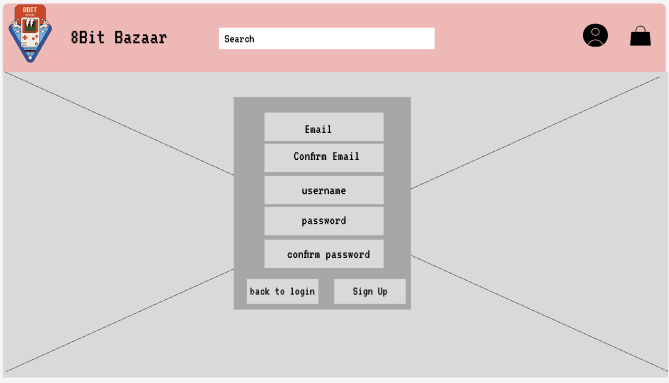 8BIT
8Bit Bazaar
Search
Email
Confirm Email
username
password
confirm password
back to login
Sign Up